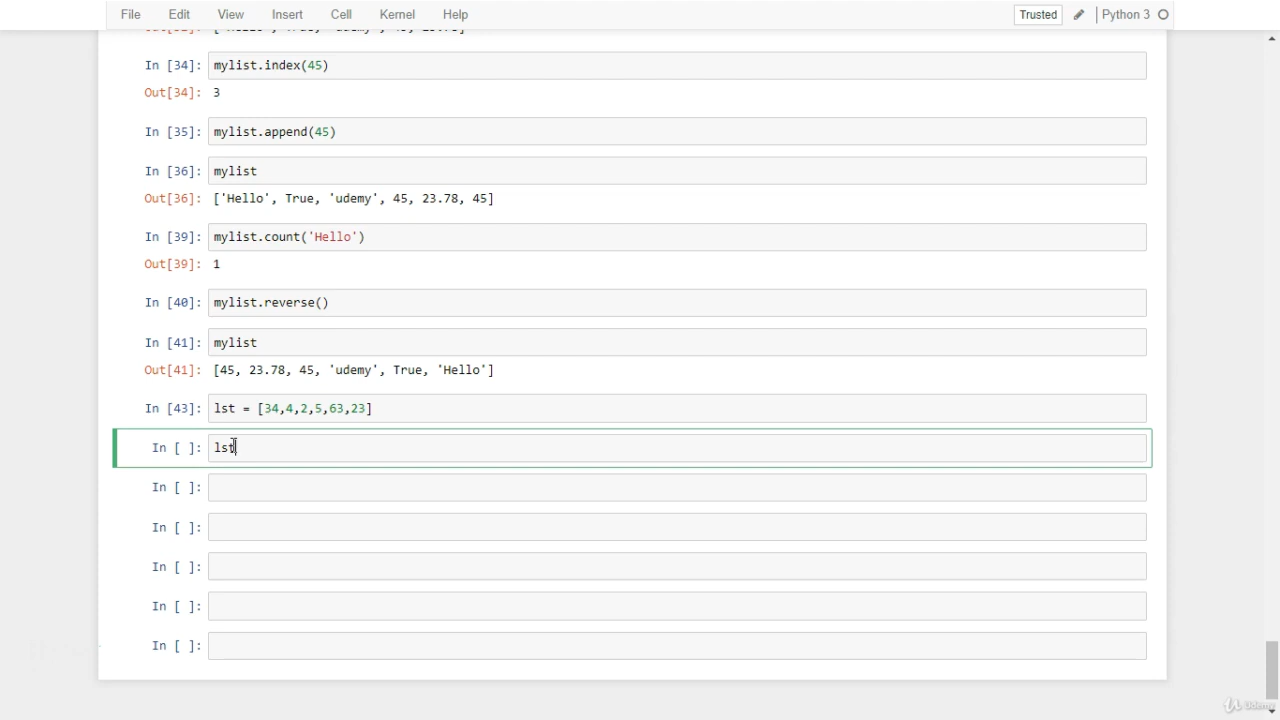 File Edit View Insert Cell Kernel Help Trusted Python 3
In [34]: mylist.index(45)
Out[34]: 3
In [35]: mylist.append(45)
In [36]: mylist
Out[36]: ['Hello', True, 'udemy', 45, 23.78, 45]
In [39]: mylist.count('Hello')
Out[39]: 1
In [40]: mylist.reverse()
In [41]: mylist
Out[41]: [45, 23.78, 45, 'udemy', True, 'Hello']
In [43]: lst = [34,4,2,5,63,23]
In [ ]: lst
In [ ]:
In [ ]:
In [ ]:
In [ ]:
In [ ]:
Udemy